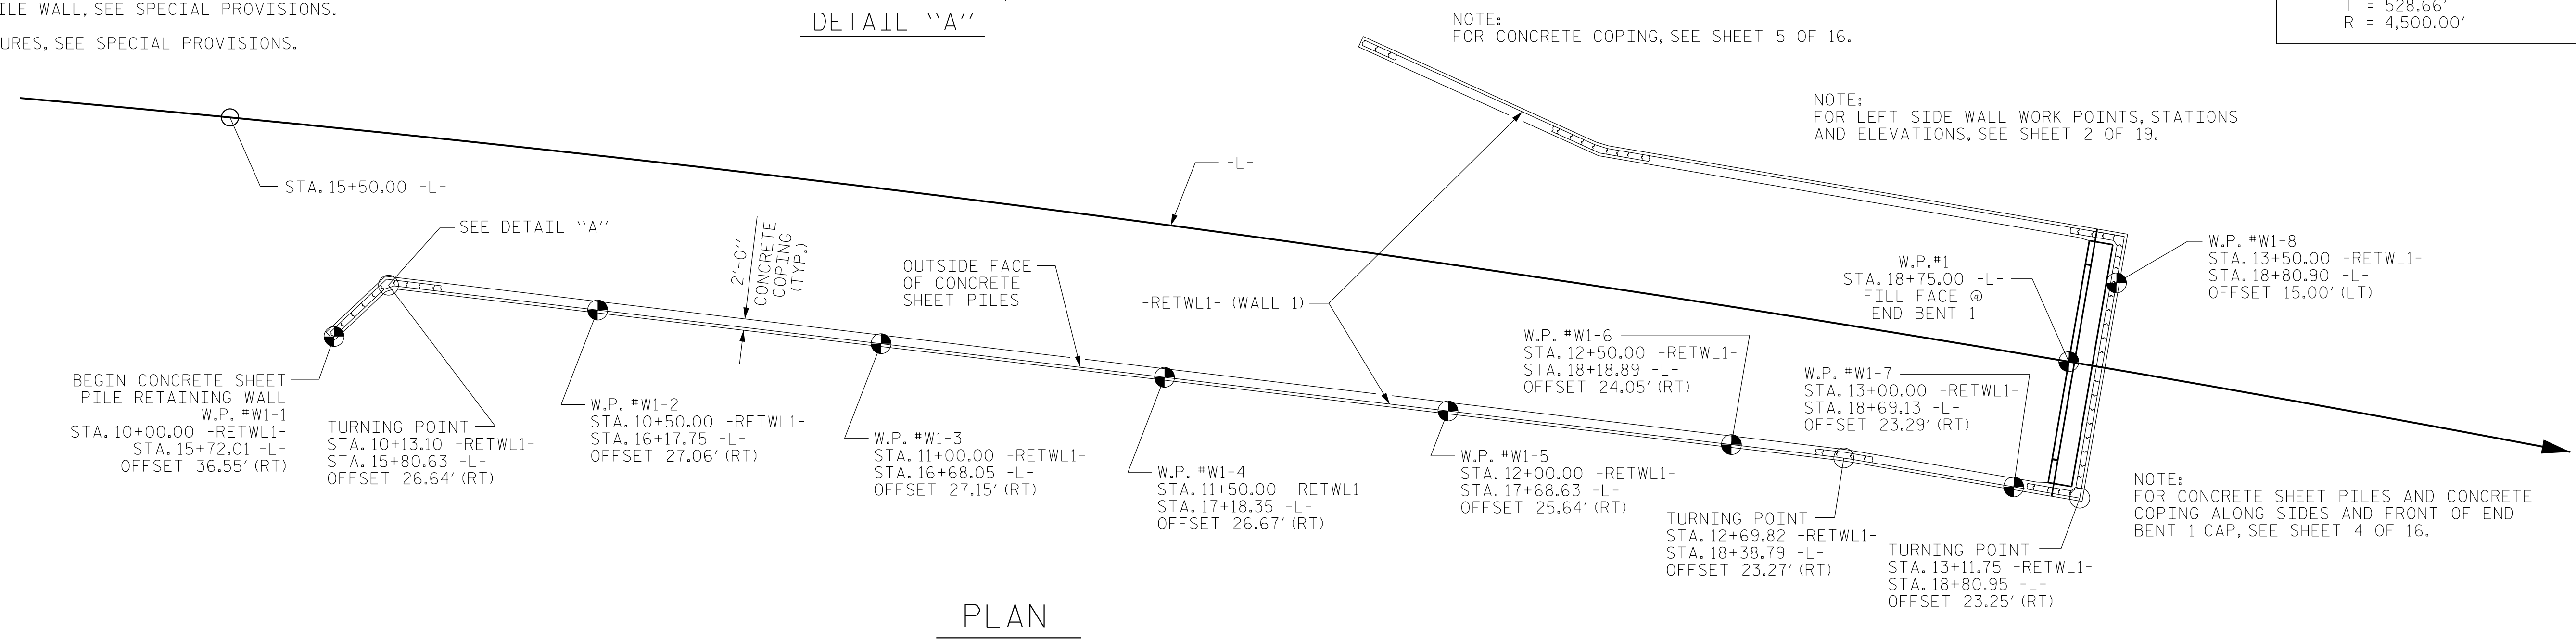 ILE WALL, SEE SPECIAL PROVISIONS.
URES, SEE SPECIAL PROVISIONS.
DETAIL ‘‘A’’
NOTE:
FOR CONCRETE COPING, SEE SHEET 5 OF 16.
T = 528.66'
R = 4,500.00'
NOTE:
FOR LEFT SIDE WALL WORK POINTS, STATIONS
AND ELEVATIONS, SEE SHEET 2 OF 19.
STA. 15+50.00 -L-
-L-
SEE DETAIL ‘‘A’’
2'-0"
CONCRETE
COPING
(TYP.)
OUTSIDE FACE
OF CONCRETE
SHEET PILES
-RETWL1- (WALL 1)
W.P.#1
STA. 18+75.00 -L-
FILL FACE @
END BENT 1
W.P. #W1-8
STA. 13+50.00 -RETWL1-
STA. 18+80.90 -L-
OFFSET 15.00' (LT)
BEGIN CONCRETE SHEET
PILE RETAINING WALL
W.P. #W1-1
STA. 10+00.00 -RETWL1-
STA. 15+72.01 -L-
OFFSET 36.55' (RT)
TURNING POINT
STA. 10+13.10 -RETWL1-
STA. 15+80.63 -L-
OFFSET 26.64' (RT)
W.P. #W1-2
STA. 10+50.00 -RETWL1-
STA. 16+17.75 -L-
OFFSET 27.06' (RT)
W.P. #W1-3
STA. 11+00.00 -RETWL1-
STA. 16+68.05 -L-
OFFSET 27.15' (RT)
W.P. #W1-4
STA. 11+50.00 -RETWL1-
STA. 17+18.35 -L-
OFFSET 26.67' (RT)
W.P. #W1-5
STA. 12+00.00 -RETWL1-
STA. 17+68.63 -L-
OFFSET 25.64' (RT)
W.P. #W1-6
STA. 12+50.00 -RETWL1-
STA. 18+18.89 -L-
OFFSET 24.05' (RT)
W.P. #W1-7
STA. 13+00.00 -RETWL1-
STA. 18+69.13 -L-
OFFSET 23.29' (RT)
TURNING POINT
STA. 12+69.82 -RETWL1-
STA. 18+38.79 -L-
OFFSET 23.27' (RT)
TURNING POINT
STA. 13+11.75 -RETWL1-
STA. 18+80.95 -L-
OFFSET 23.25' (RT)
NOTE:
FOR CONCRETE SHEET PILES AND CONCRETE
COPING ALONG SIDES AND FRONT OF END
BENT 1 CAP, SEE SHEET 4 OF 16.
PLAN